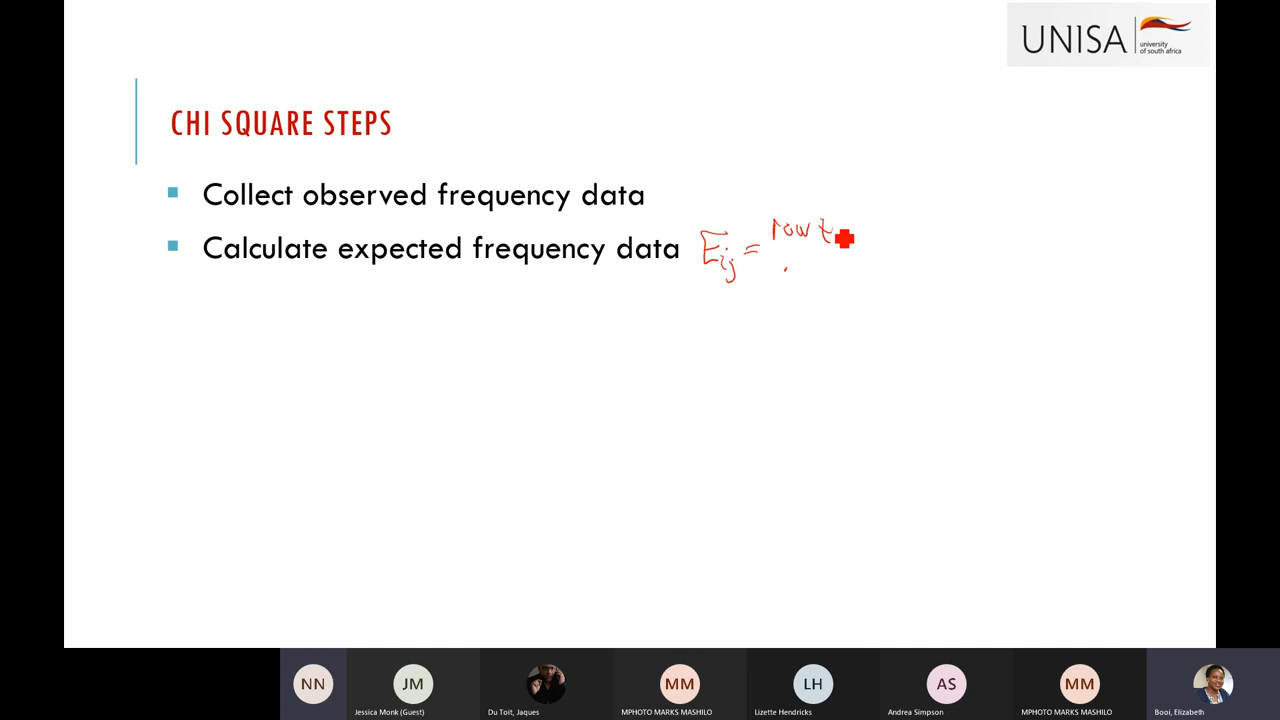 UNISA
university
of south africa
CHI SQUARE STEPS
Collect observed frequency data
Calculate expected frequency data Eij = row t
NN
JM
MM
LH
AS
MM
Jessica Monk (Guest)
Du Toit, Jaques
MPHOTO MARKS MASHILO
Lizette Hendricks
Andrea Simpson
MPHOTO MARKS MASHILO
Booi, Elizabeth